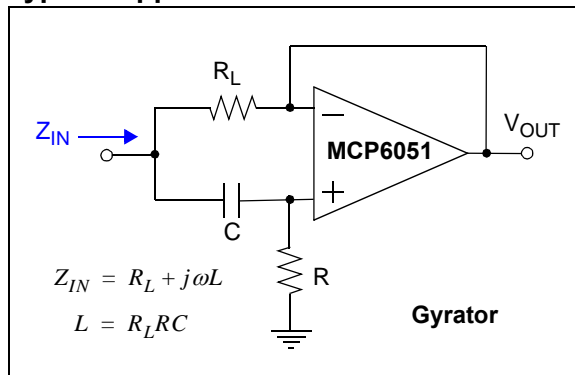 R_L
Z_IN
V_OUT
−
MCP6051
+
C
Z_IN = R_L + jωL
R
L = R_L RC
Gyrator